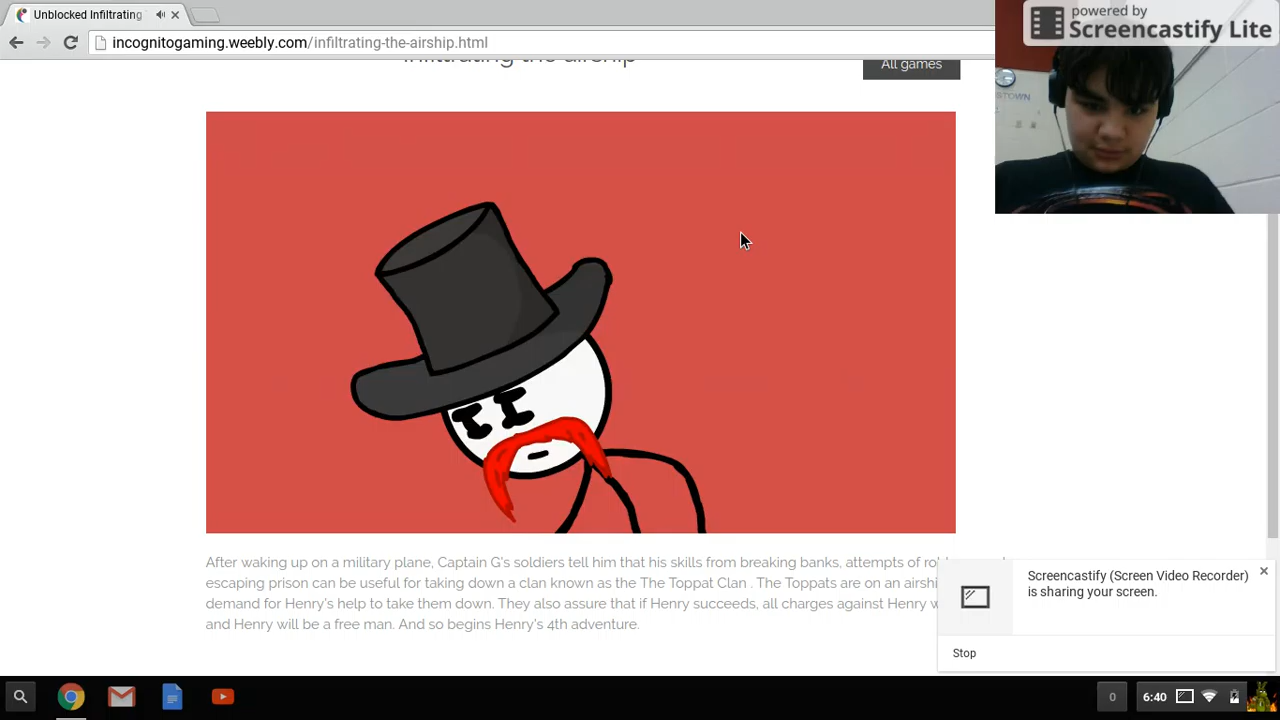 Unblocked Infiltrating
incognitogaming.weebly.com/infiltrating-the-airship.html
powered by
Screencastify Lite
Infiltrating the airship
All games
After waking up on a military plane, Captain G's soldiers tell him that his skills from breaking banks, attempts of
escaping prison can be useful for taking down a clan known as the The Toppat Clan . The Toppats are on an
demand for Henry's help to take them down. They also assure that if Henry succeeds, all charges against Henry
and Henry will be a free man. And so begins Henry's 4th adventure.
Screencastify (Screen Video Recorder)
is sharing your screen.
Stop
0
6:40